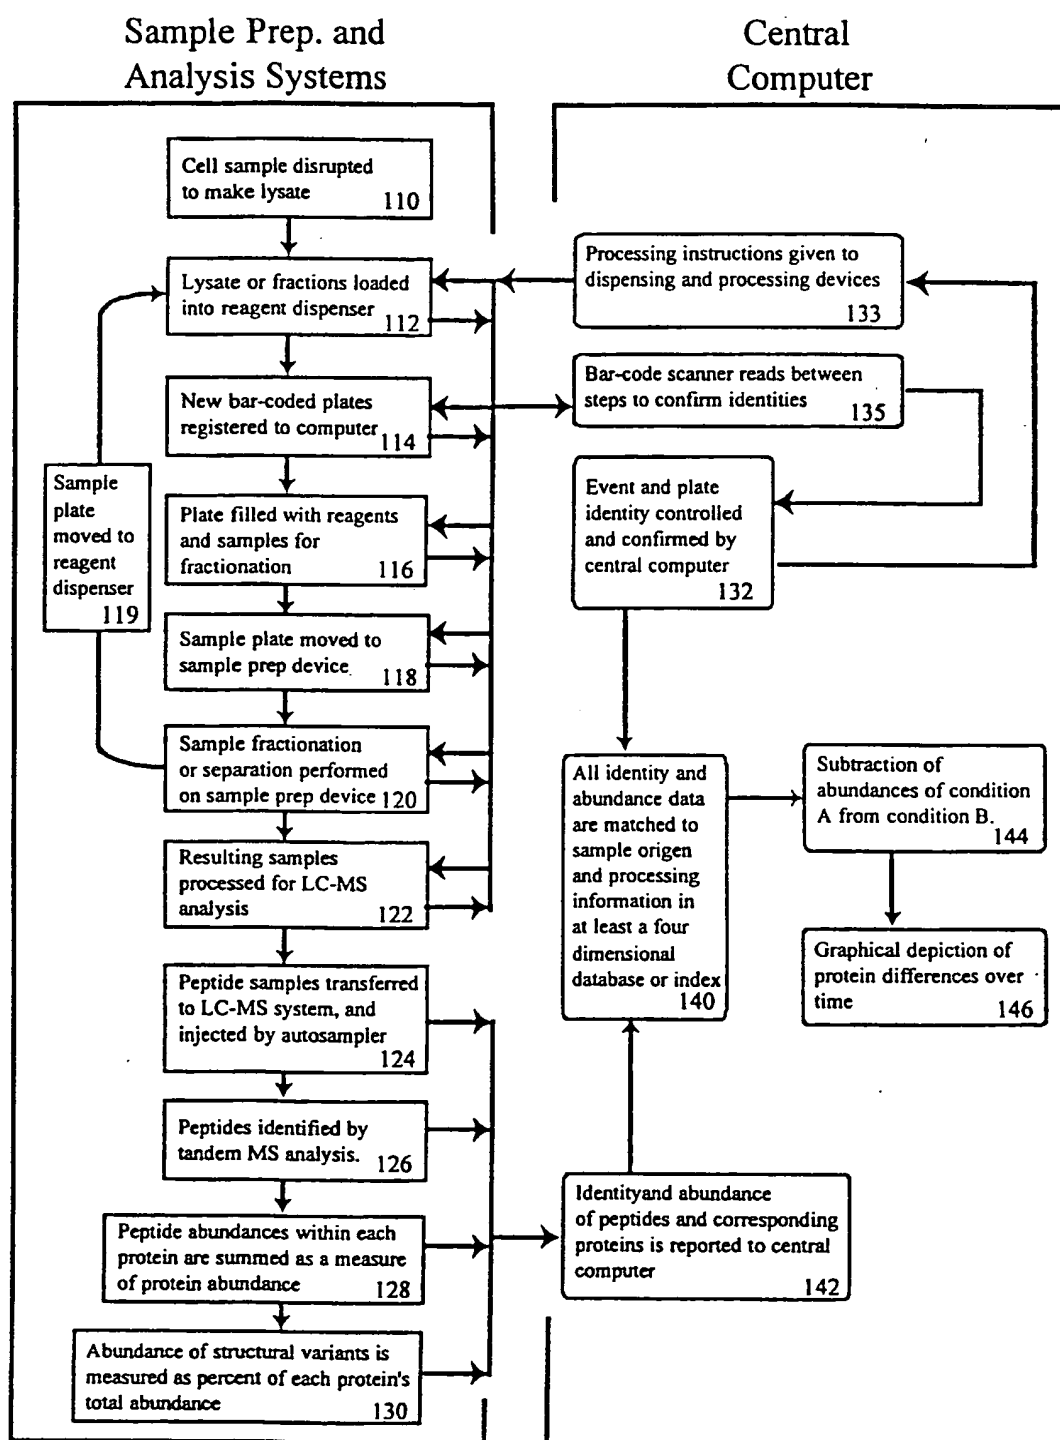 Sample Prep. and
Analysis Systems
Central
Computer
Cell sample disrupted
to make lysate
110
Lysate or fractions loaded
into reagent dispenser
112
New bar-coded plates
registered to computer
114
Plate filled with reagents
and samples for
fractionation
116
Sample plate moved to
sample prep device
118
Sample
plate
moved to
reagent
dispenser
119
Sample fractionation
or separation performed
on sample prep device 120
Resulting samples
processed for LC-MS
analysis
122
Peptide samples transferred
to LC-MS system, and
injected by autosampler
124
Peptides identified by
tandem MS analysis.
126
Peptide abundances within each
protein are summed as a measure
of protein abundance
128
Abundance of structural variants is
measured as percent of each protein's
total abundance
130
Processing instructions given to
dispensing and processing devices
133
Bar-code scanner reads between
steps to confirm identities
135
Event and plate
identity controlled
and confirmed by
central computer
132
All identity and
abundance data
are matched to
sample origen
and processing
information in
at least a four
dimensional
database or index
140
Subtraction of
abundances of condition
A from condition B.
144
Graphical depiction of
protein differences over
time
146
Identityand abundance
of peptides and corresponding
proteins is reported to central
computer
142